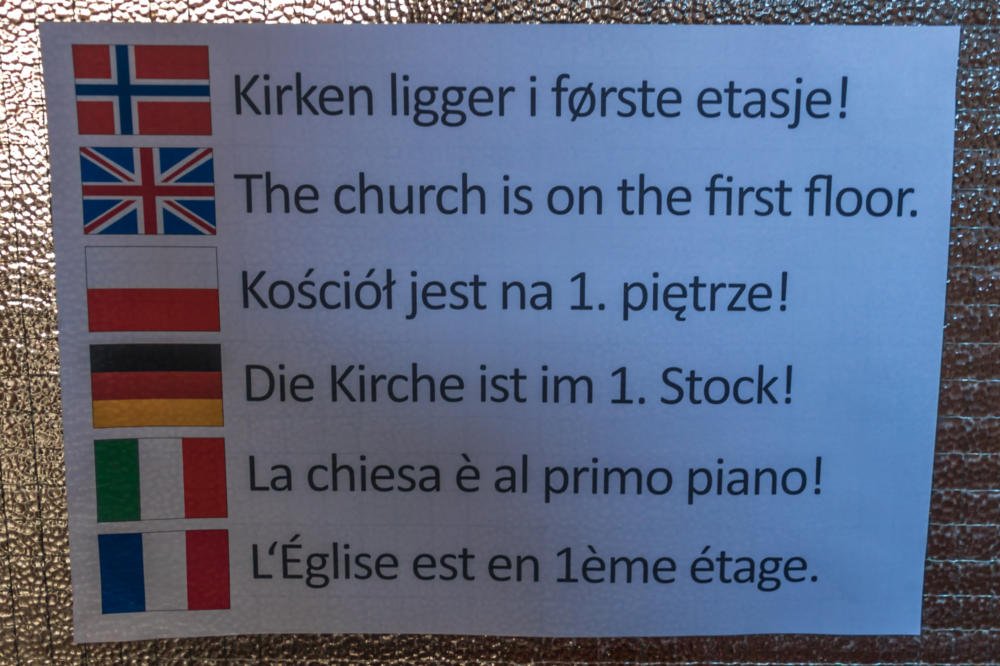 Kirken ligger i første etasje!
The church is on the first floor.
Kościół jest na 1. piętrze!
Die Kirche ist im 1. Stock!
La chiesa è al primo piano!
L‘Église est en 1ème étage.